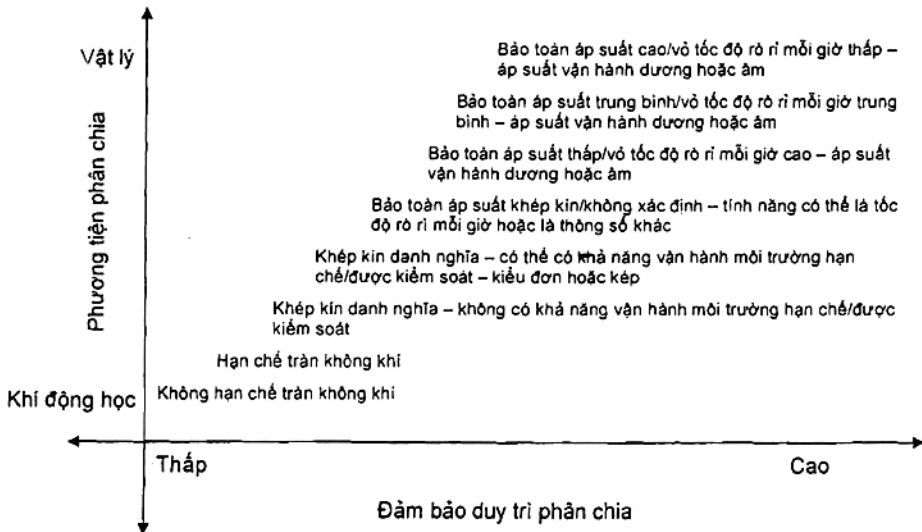 Vật lý
Bảo toàn áp suất cao/vỏ tốc độ rò rỉ mỗi giờ thấp –
áp suất vận hành dương hoặc âm
Bảo toàn áp suất trung bình/vỏ tốc độ rò rỉ mỗi giờ trung
bình – áp suất vận hành dương hoặc âm
Bảo toàn áp suất thấp/vỏ tốc độ rò rỉ mỗi giờ cao – áp suất
vận hành dương hoặc âm
Bảo toàn áp suất khép kín/không xác định – tính năng có thể là tốc
độ rò rỉ mỗi giờ hoặc là thông số khác
Khép kín danh nghĩa – có thể có khả năng vận hành môi trường hạn
chế/được kiểm soát – kiểu đơn hoặc kép
Khép kín danh nghĩa – không có khả năng vận hành môi trường hạn chế/được
kiểm soát
Hạn chế tràn không khí
Không hạn chế tràn không khí
Phương tiện phân chia
Khí động học
Thấp
Cao
Đảm bảo duy trì phân chia